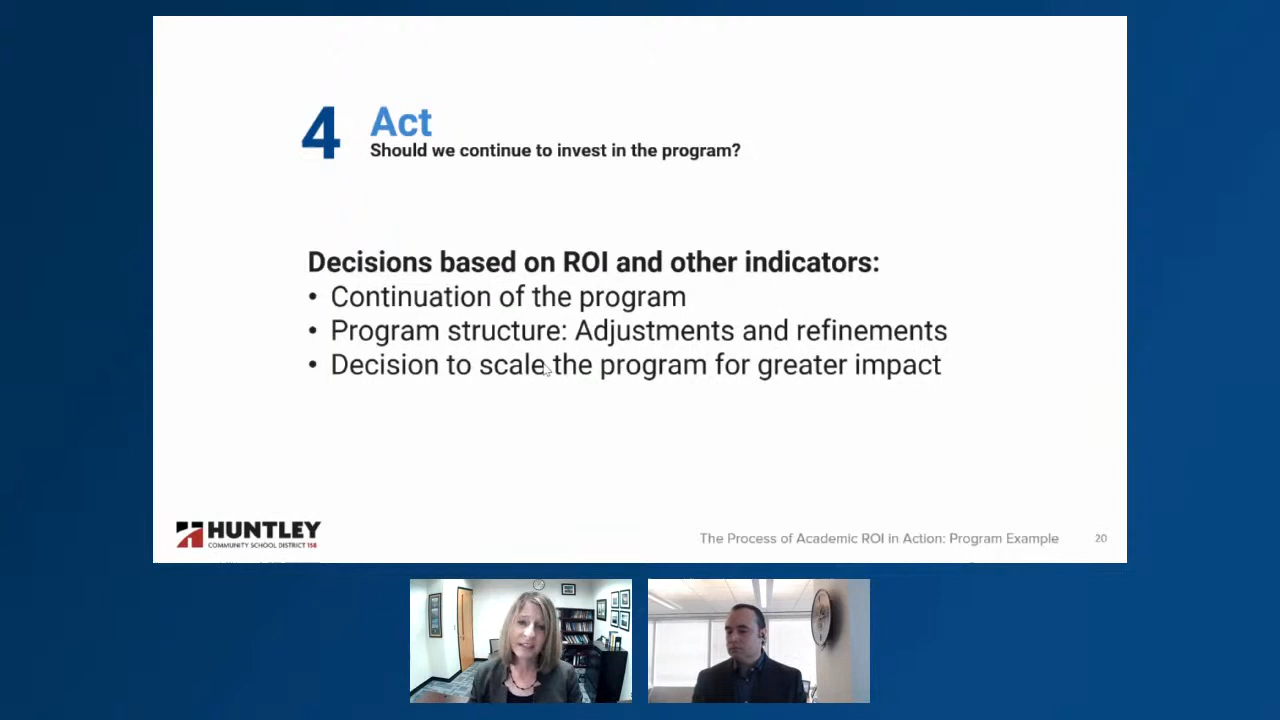 4 Act
Should we continue to invest in the program?
Decisions based on ROI and other indicators:
• Continuation of the program
• Program structure: Adjustments and refinements
• Decision to scale the program for greater impact
HUNTLEY
COMMUNITY SCHOOL DISTRICT 158
The Process of Academic ROI in Action: Program Example 20